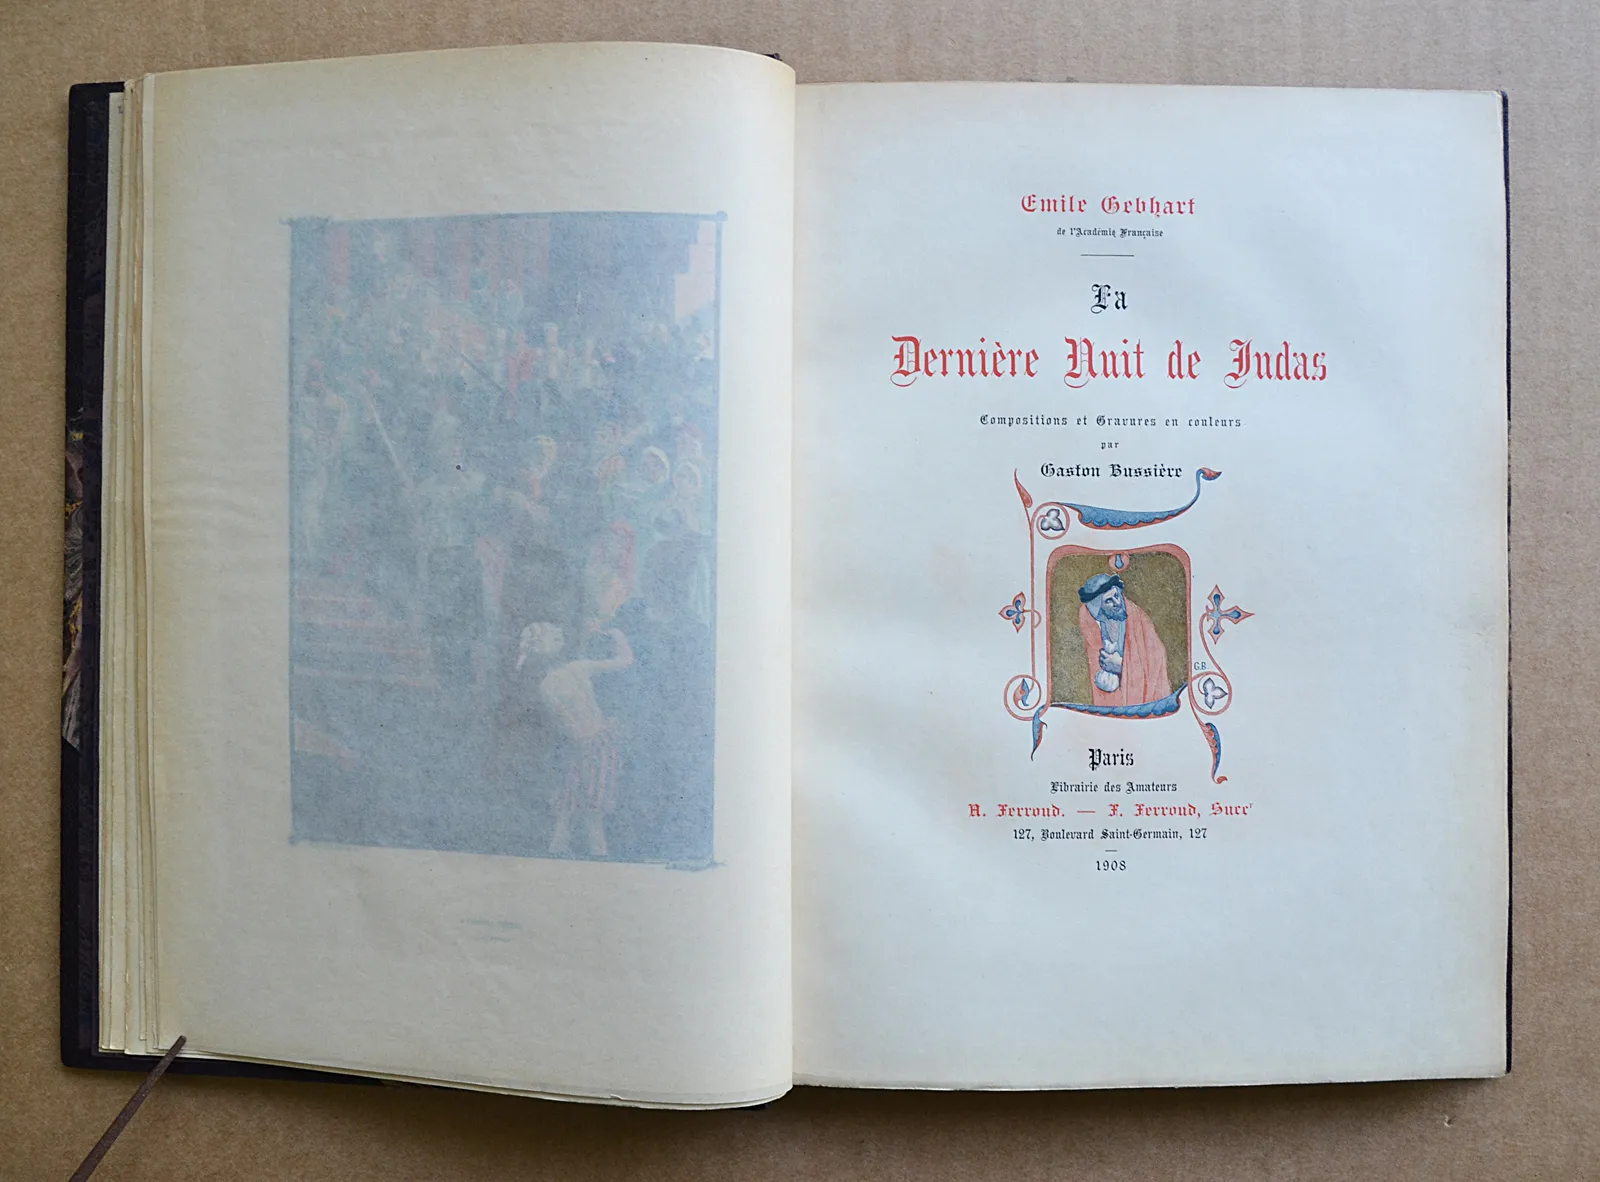 Emile Gebhart
de l'Académie Française
La
Dernière Nuit de Judas
Compositions et Gravures en couleurs
par
Gaston Bussière
G.B
Paris
Librairie des Amateurs
A. Ferroud. — F. Ferroud, Succr
127, Boulevard Saint-Germain, 127
1908